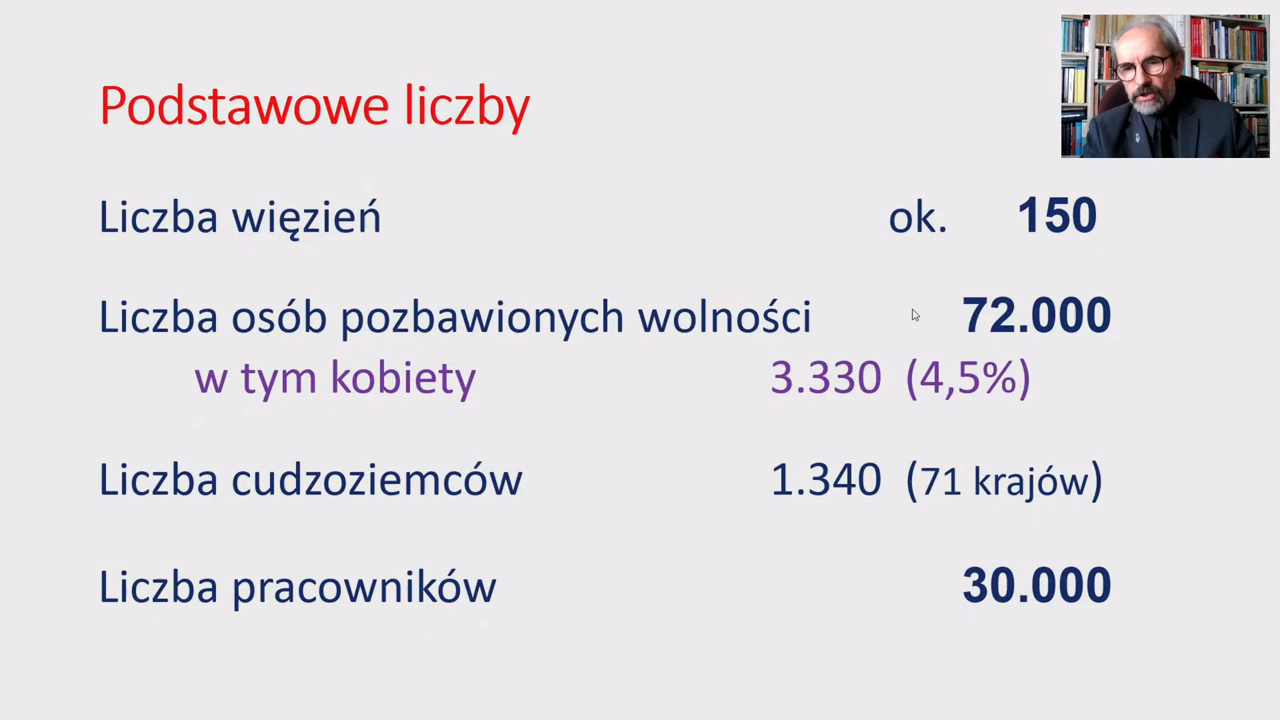 Podstawowe liczby
Liczba więzień ok. 150
Liczba osób pozbawionych wolności 72.000
w tym kobiety 3.330 (4,5%)
Liczba cudzoziemców 1.340 (71 krajów)
Liczba pracowników 30.000